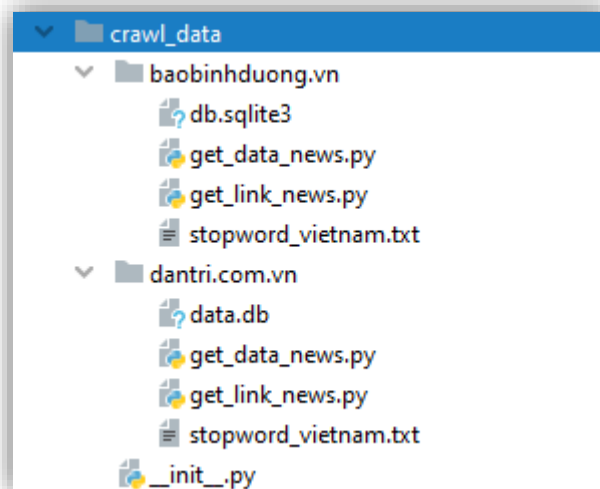 crawl_data
baobinhduong.vn
db.sqlite3
get_data_news.py
get_link_news.py
stopword_vietnam.txt
dantri.com.vn
data.db
get_data_news.py
get_link_news.py
stopword_vietnam.txt
__init__.py